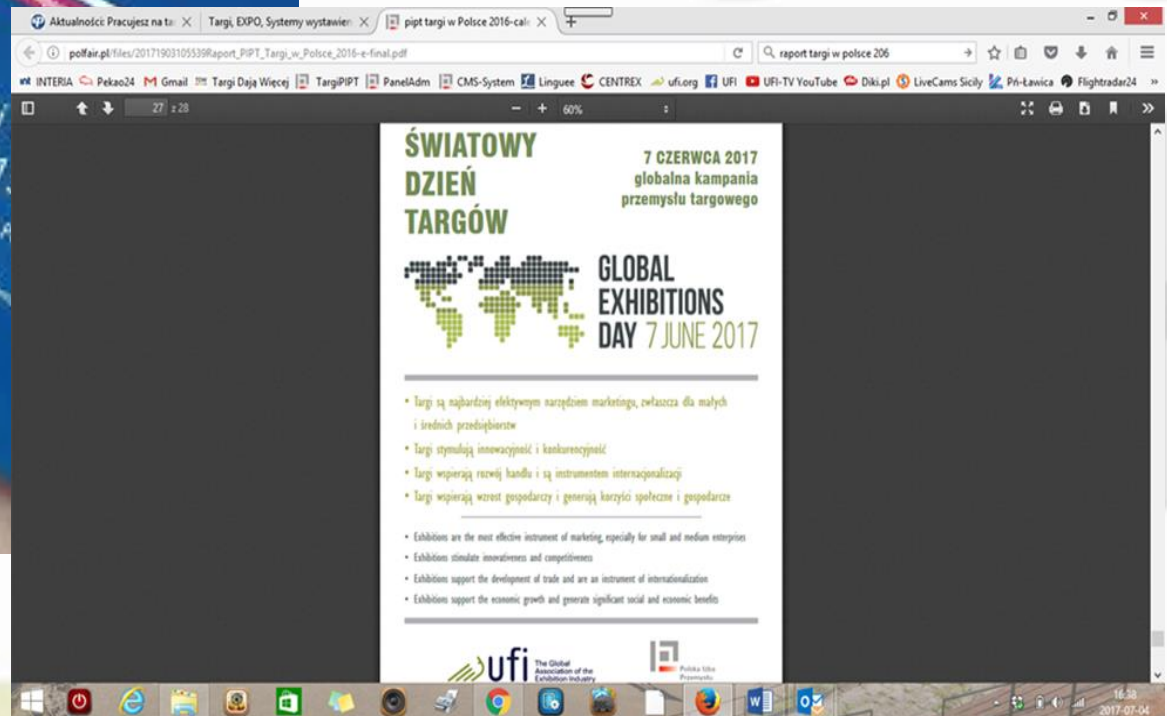 Aktualności: Pracujesz na ta
Targi, EXPO, Systemy wystawien
pipt targi w Polsce 2016-cale
polfair.pl/files/20171903105539Raport_PIPT_Targi_w_Polsce_2016-e-final.pdf
raport targi w polsce 206
INTERIA Pekao24 Gmail Targi Dają Więcej TargiPIPT PanelAdm CMS-System Linguee CENTREX ufi.org UFI UFI-TV YouTube Diki.pl LiveCams Sicily Pń-Ławica Flightradar24 »
27 z 28
60%
ŚWIATOWY
DZIEŃ
TARGÓW
7 CZERWCA 2017
globalna kampania
przemysłu targowego
GLOBAL
EXHIBITIONS
DAY 7 JUNE 2017
• Targi są najbardziej efektywnym narzędziem marketingu, zwłaszcza dla małych
i średnich przedsiębiorstw
• Targi stymulują innowacyjność i konkurencyjność
• Targi wspierają rozwój handlu i są instrumentem internacjonalizacji
• Targi wspierają wzrost gospodarczy i generują korzyści społeczne i gospodarcze
• Exhibitions are the most effective instrument of marketing, especially for small and medium enterprises
• Exhibitions stimulate innovativeness and competitiveness
• Exhibitions support the development of trade and are an instrument of internationalization
• Exhibitions support the economic growth and generate significant social and economic benefits
ufi
The Global
Association of the
Exhibition Industry
Polska Izba
Przemysłu
16:38
2017-07-04